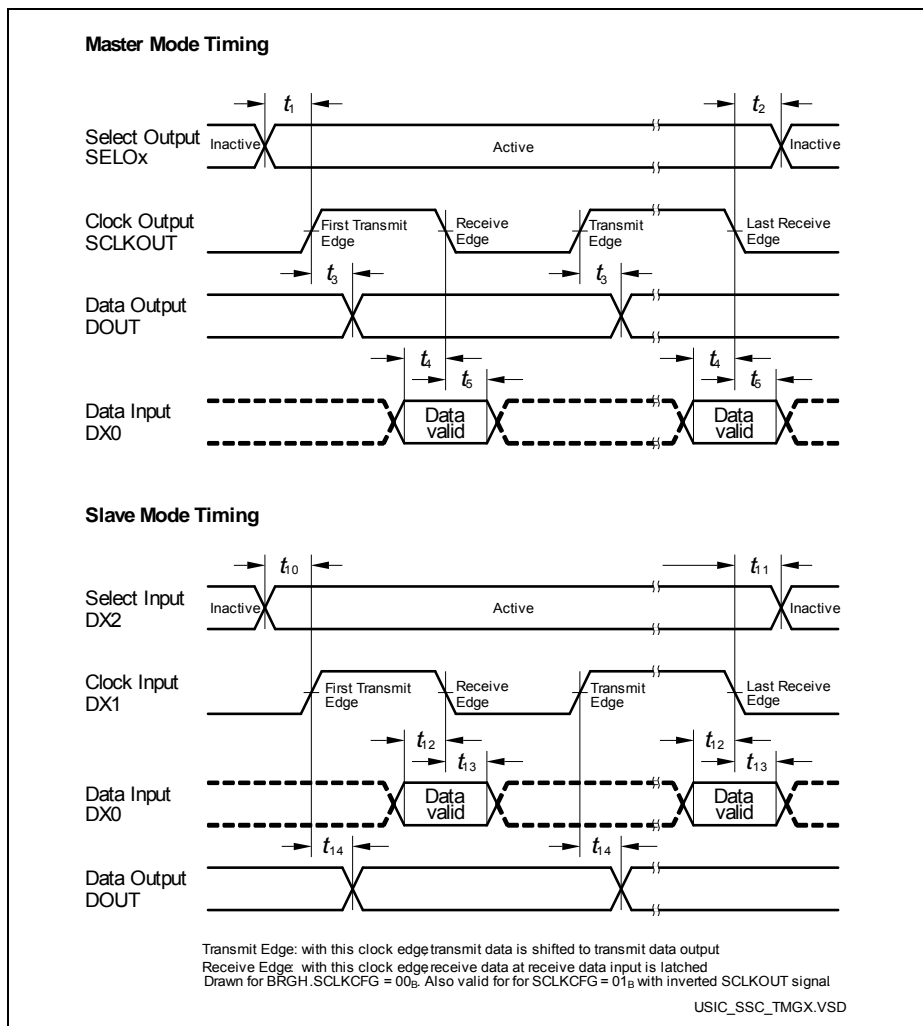 Master Mode Timing
t1
t2
Select Output
SELOx
Inactive
Active
Inactive
Clock Output
SCLKOUT
First Transmit
Edge
Receive
Edge
Transmit
Edge
Last Receive
Edge
t3
t3
Data Output
DOUT
t4
t5
t4
t5
Data Input
DX0
Data
valid
Data
valid
Slave Mode Timing
t10
t11
Select Input
DX2
Inactive
Active
Inactive
Clock Input
DX1
First Transmit
Edge
Receive
Edge
Transmit
Edge
Last Receive
Edge
t12
t13
t12
t13
Data Input
DX0
Data
valid
Data
valid
t14
t14
Data Output
DOUT
Transmit Edge: with this clock edge, transmit data is shifted to transmit data output
Receive Edge: with this clock edge, receive data at receive data input is latched
Drawn for BRGH.SCLKCFG = 00B. Also valid for for SCLKCFG = 01B with inverted SCLKOUT signal
USIC_SSC_TMGX.VSD